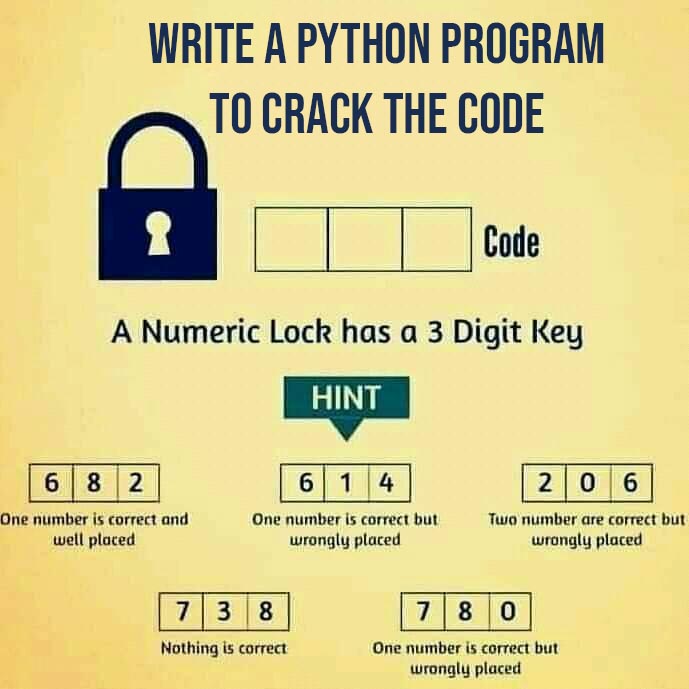 WRITE A PYTHON PROGRAM
TO CRACK THE CODE
Code
A Numeric Lock has a 3 Digit Key
HINT
6 8 2
One number is correct and
well placed
6 1 4
One number is correct but
wrongly placed
2 0 6
Two number are correct but
wrongly placed
7 3 8
Nothing is correct
7 8 0
One number is correct but
wrongly placed